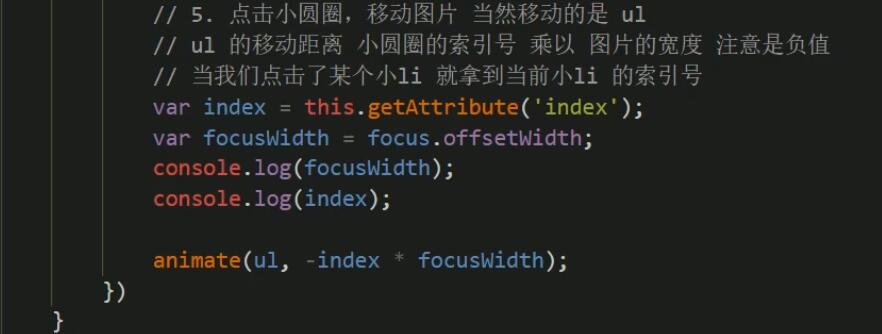 // 5. 点击小圆圈，移动图片 当然移动的是 ul
// ul 的移动距离 小圆圈的索引号 乘以 图片的宽度 注意是负值
// 当我们点击了某个小li 就拿到当前小li 的索引号
var index = this.getAttribute('index');
var focusWidth = focus.offsetWidth;
console.log(focusWidth);
console.log(index);
animate(ul, -index * focusWidth);
})
}